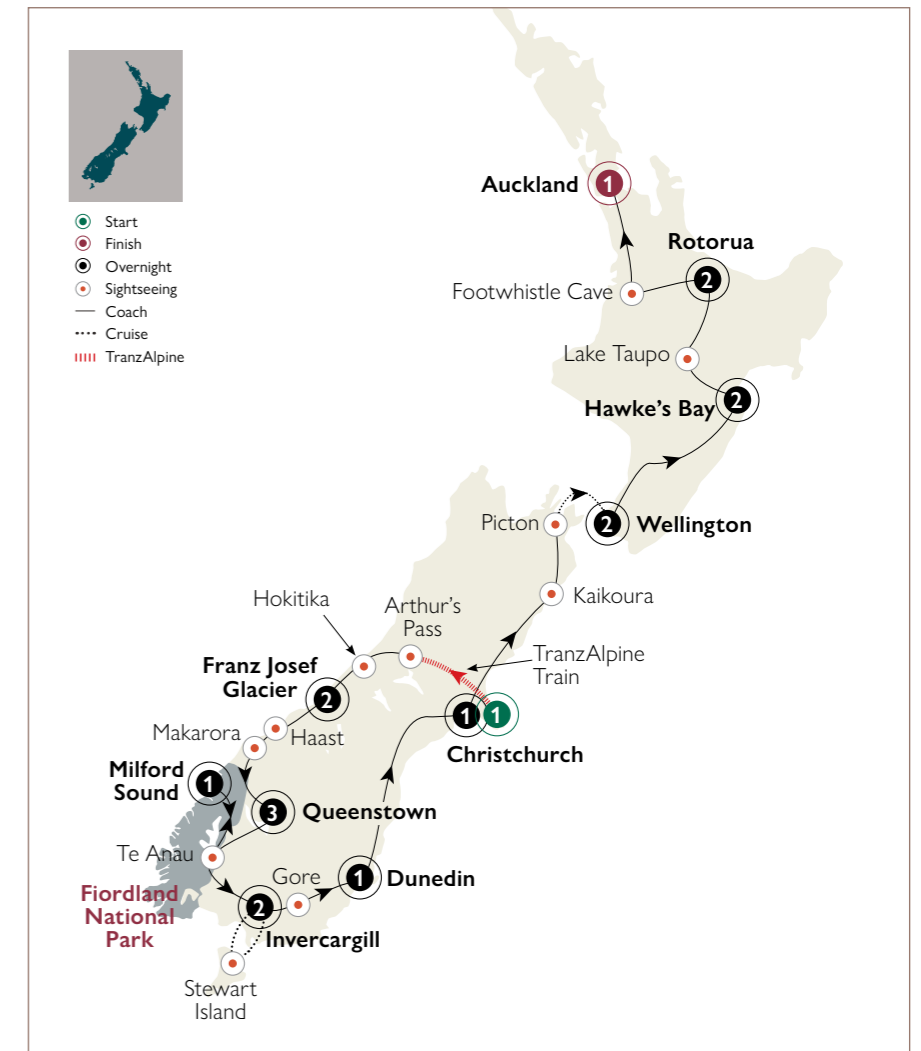 Start
Finish
Overnight
Sightseeing
Coach
Cruise
TranzAlpine
Auckland
1
Rotorua
2
Footwhistle Cave
Lake Taupo
Hawke's Bay
2
Picton
2
Wellington
Kaikoura
Hokitika
Arthur's
Pass
TranzAlpine
Train
Franz Josef
Glacier
2
1
1
Christchurch
Makarora
Haast
Milford
Sound
1
3
Queenstown
Te Anau
Gore
1
Dunedin
Fiordland
National
Park
2
Invercargill
Stewart
Island